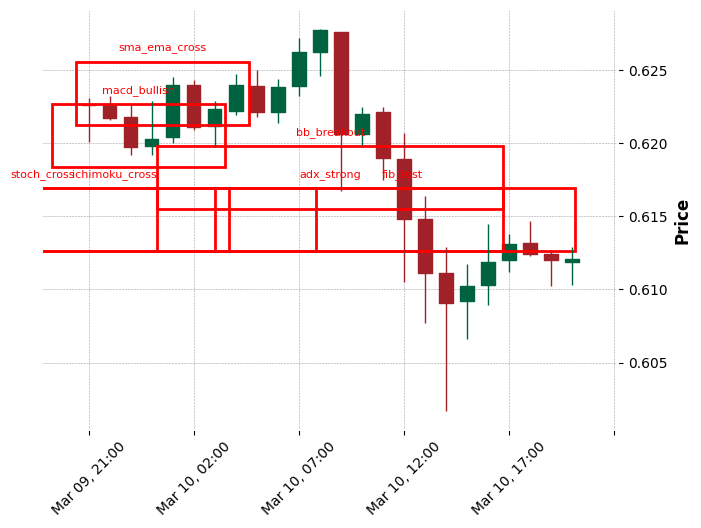 sma_ema_cross
macd_bullish
bb_breakout
stoch_cross
ichimoku_cross
adx_strong
fib_test
0.625
0.620
0.615
0.610
0.605
Price
Mar 09, 21:00
Mar 10, 02:00
Mar 10, 07:00
Mar 10, 12:00
Mar 10, 17:00